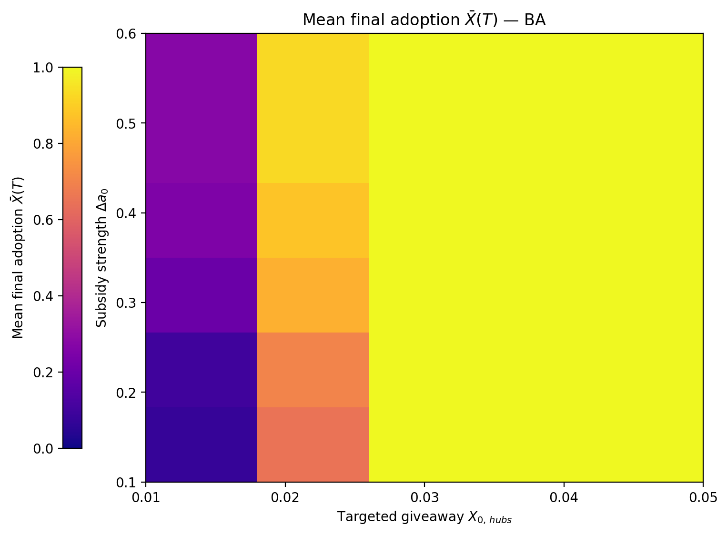 Mean final adoption X̄(T) — BA
1.0
0.8
0.6
0.4
0.2
0.0
Mean final adoption X̄(T)
0.6
0.5
0.4
0.3
0.2
0.1
Subsidy strength Δa₀
0.01 0.02 0.03 0.04 0.05
Targeted giveaway X₀, hubs